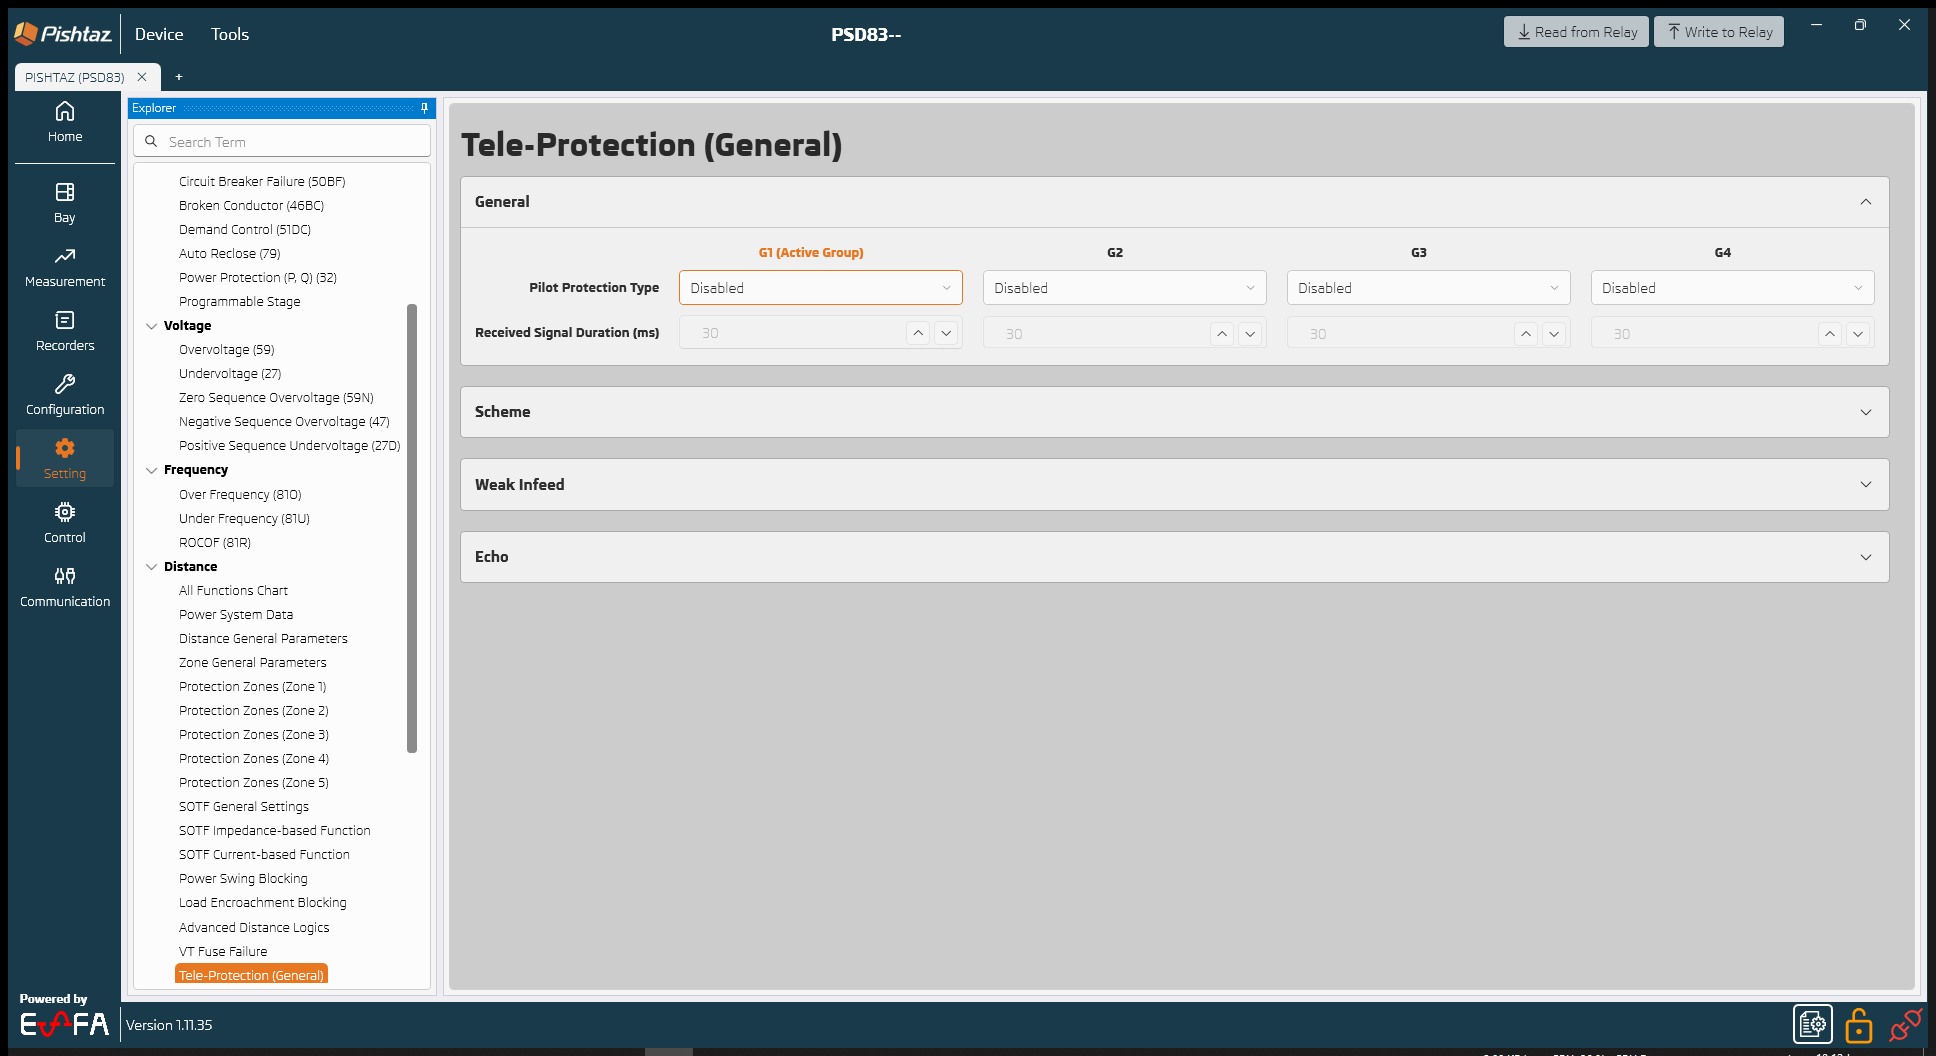 Pishtaz
Device
Tools
PSD83--
Read from Relay
Write to Relay
PISHTAZ (PSD83)
+
Home
Bay
Measurement
Recorders
Configuration
Setting
Control
Communication
Explorer
Search Term
Circuit Breaker Failure (50BF)
Broken Conductor (46BC)
Demand Control (51DC)
Auto Reclose (79)
Power Protection (P, Q) (32)
Programmable Stage
Voltage
Overvoltage (59)
Undervoltage (27)
Zero Sequence Overvoltage (59N)
Negative Sequence Overvoltage (47)
Positive Sequence Undervoltage (27D)
Frequency
Over Frequency (81O)
Under Frequency (81U)
ROCOF (81R)
Distance
All Functions Chart
Power System Data
Distance General Parameters
Zone General Parameters
Protection Zones (Zone 1)
Protection Zones (Zone 2)
Protection Zones (Zone 3)
Protection Zones (Zone 4)
Protection Zones (Zone 5)
SOTF General Settings
SOTF Impedance-based Function
SOTF Current-based Function
Power Swing Blocking
Load Encroachment Blocking
Advanced Distance Logics
VT Fuse Failure
Tele-Protection (General)
Tele-Protection (General)
General
G1 (Active Group) G2 G3 G4
Pilot Protection Type Disabled Disabled Disabled Disabled
Received Signal Duration (ms) 30 30 30 30
Scheme
Weak Infeed
Echo
Powered by
Version 1.11.35